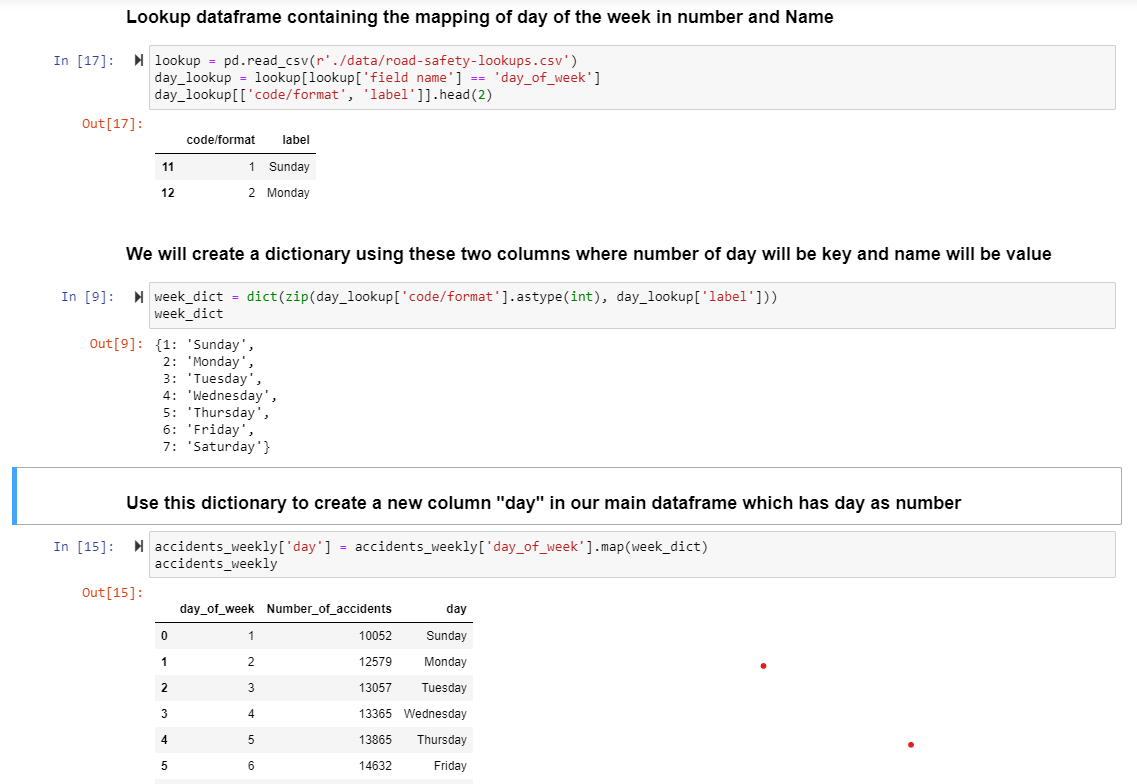 Lookup dataframe containing the mapping of day of the week in number and Name
In [17]: lookup = pd.read_csv(r'./data/road-safety-lookups.csv')
day_lookup = lookup[lookup['field name'] == 'day_of_week']
day_lookup[['code/format', 'label']].head(2)
Out[17]:
code/format label
11 1 Sunday
12 2 Monday
We will create a dictionary using these two columns where number of day will be key and name will be value
In [9]: week_dict = dict(zip(day_lookup['code/format'].astype(int), day_lookup['label']))
week_dict
Out[9]: {1: 'Sunday',
2: 'Monday',
3: 'Tuesday',
4: 'Wednesday',
5: 'Thursday',
6: 'Friday',
7: 'Saturday'}
Use this dictionary to create a new column "day" in our main dataframe which has day as number
In [15]: accidents_weekly['day'] = accidents_weekly['day_of_week'].map(week_dict)
accidents_weekly
Out[15]:
day_of_week Number_of_accidents day
0 1 10052 Sunday
1 2 12579 Monday
2 3 13057 Tuesday
3 4 13365 Wednesday
4 5 13865 Thursday
5 6 14632 Friday